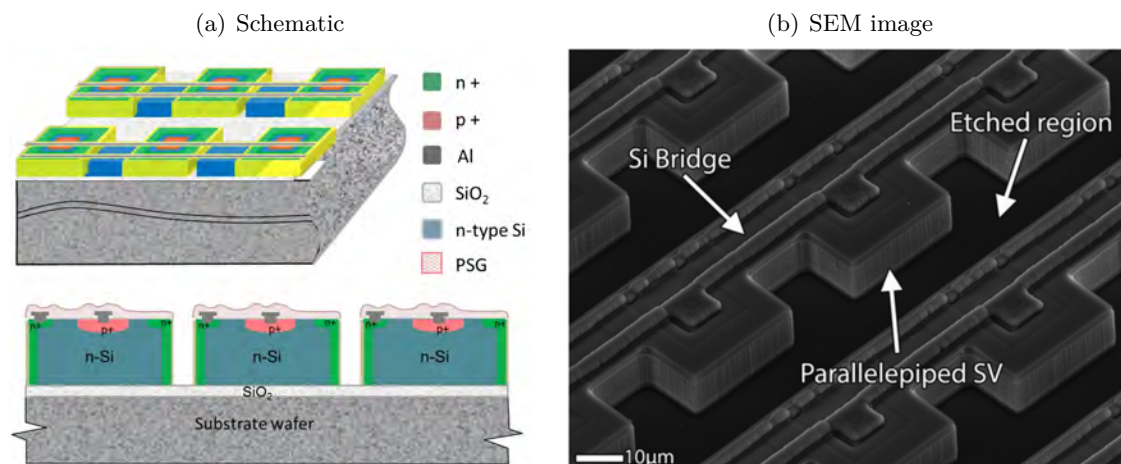 (a) Schematic
(b) SEM image
n +
p +
Al
SiO2
n-type Si
PSG
n+
p+
n+
n+
p+
n+
n+
p+
n+
n-Si
n-Si
n-Si
SiO2
Substrate wafer
Etched region
Si Bridge
Parallelepiped SV
10µm